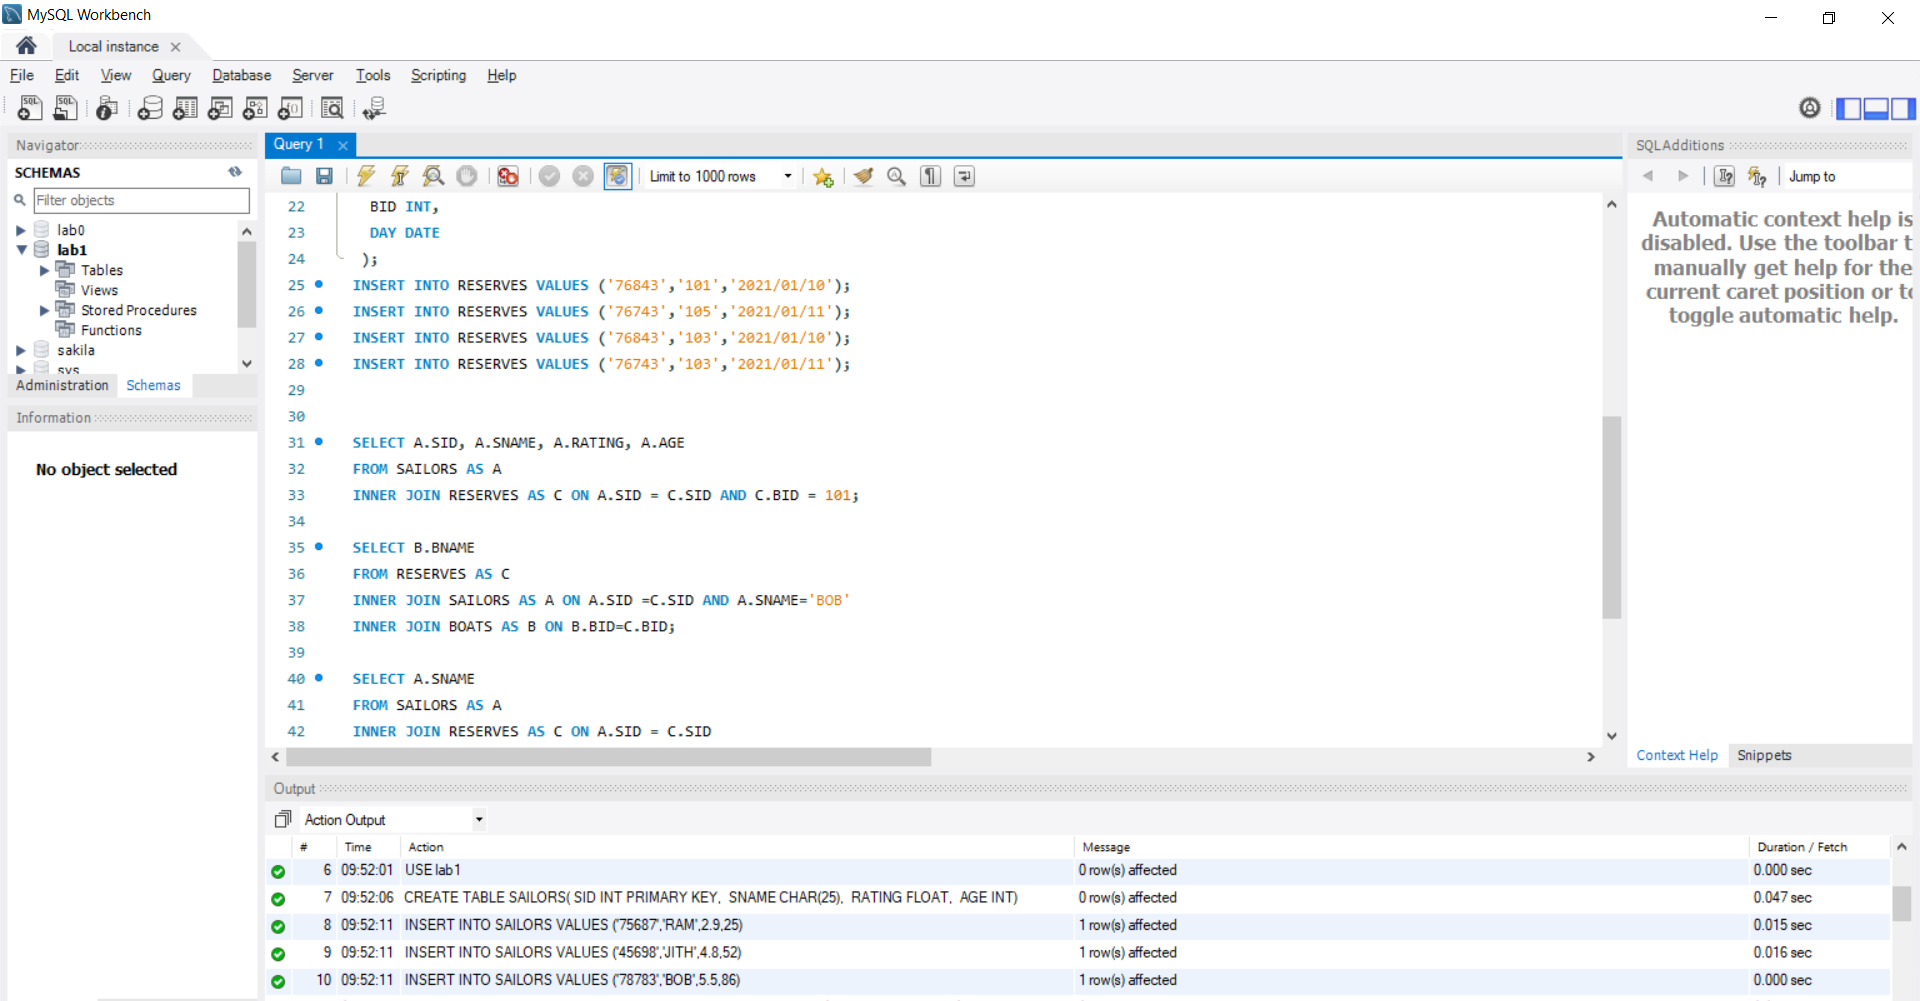 MySQL Workbench
Local instance
File Edit View Query Database Server Tools Scripting Help
Navigator
SCHEMAS
Filter objects
lab0
lab1
Tables
Views
Stored Procedures
Functions
sakila
sys
Administration Schemas
Information
No object selected
Query 1
Limit to 1000 rows
22 BID INT,
23 DAY DATE
24 );
25 INSERT INTO RESERVES VALUES ('76843','101','2021/01/10');
26 INSERT INTO RESERVES VALUES ('76743','105','2021/01/11');
27 INSERT INTO RESERVES VALUES ('76843','103','2021/01/10');
28 INSERT INTO RESERVES VALUES ('76743','103','2021/01/11');
29
30
31 SELECT A.SID, A.SNAME, A.RATING, A.AGE
32 FROM SAILORS AS A
33 INNER JOIN RESERVES AS C ON A.SID = C.SID AND C.BID = 101;
34
35 SELECT B.BNAME
36 FROM RESERVES AS C
37 INNER JOIN SAILORS AS A ON A.SID =C.SID AND A.SNAME='BOB'
38 INNER JOIN BOATS AS B ON B.BID=C.BID;
39
40 SELECT A.SNAME
41 FROM SAILORS AS A
42 INNER JOIN RESERVES AS C ON A.SID = C.SID
SQLAdditions
Jump to
Automatic context help is
disabled. Use the toolbar t
manually get help for the
current caret position or to
toggle automatic help.
Context Help Snippets
Output
Action Output
# Time Action Message Duration / Fetch
6 09:52:01 USE lab1 0 row(s) affected 0.000 sec
7 09:52:06 CREATE TABLE SAILORS( SID INT PRIMARY KEY, SNAME CHAR(25), RATING FLOAT, AGE INT) 0 row(s) affected 0.047 sec
8 09:52:11 INSERT INTO SAILORS VALUES ('75687','RAM',2.9,25) 1 row(s) affected 0.015 sec
9 09:52:11 INSERT INTO SAILORS VALUES ('45698','JITH',4.8,52) 1 row(s) affected 0.016 sec
10 09:52:11 INSERT INTO SAILORS VALUES ('78783','BOB',5.5,86) 1 row(s) affected 0.000 sec